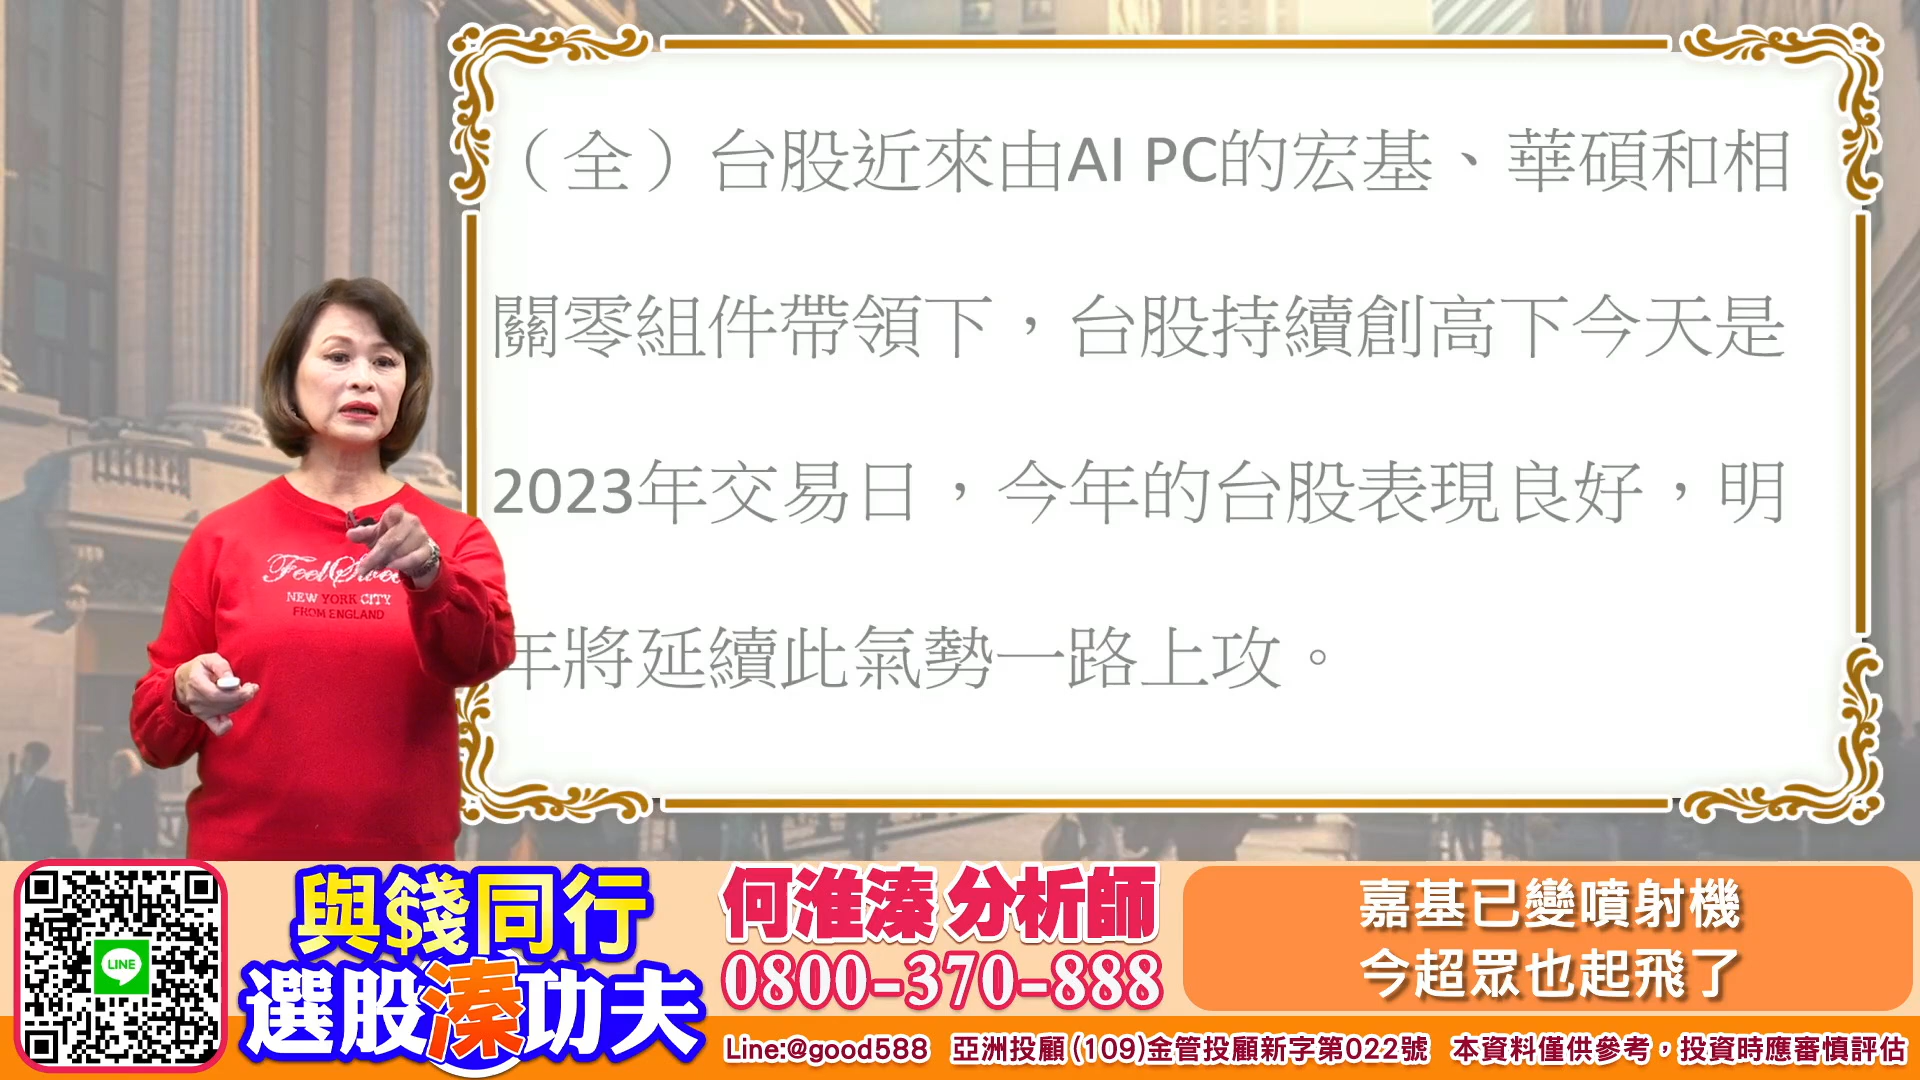 （全）台股近來由AI PC的宏基、華碩和相
關零組件帶領下，台股持續創高下今天是
2023年交易日，今年的台股表現良好，明
年將延續此氣勢一路上攻。
NEW YORK CITY
FROM ENGLAND
LINE
與錢同行
選股溱功夫
何淮溱 分析師
0800-370-888
嘉基已變噴射機
今超眾也起飛了
Line:@good588 亞洲投顧 (109)金管投顧新字第022號 本資料僅供參考，投資時應審慎評估